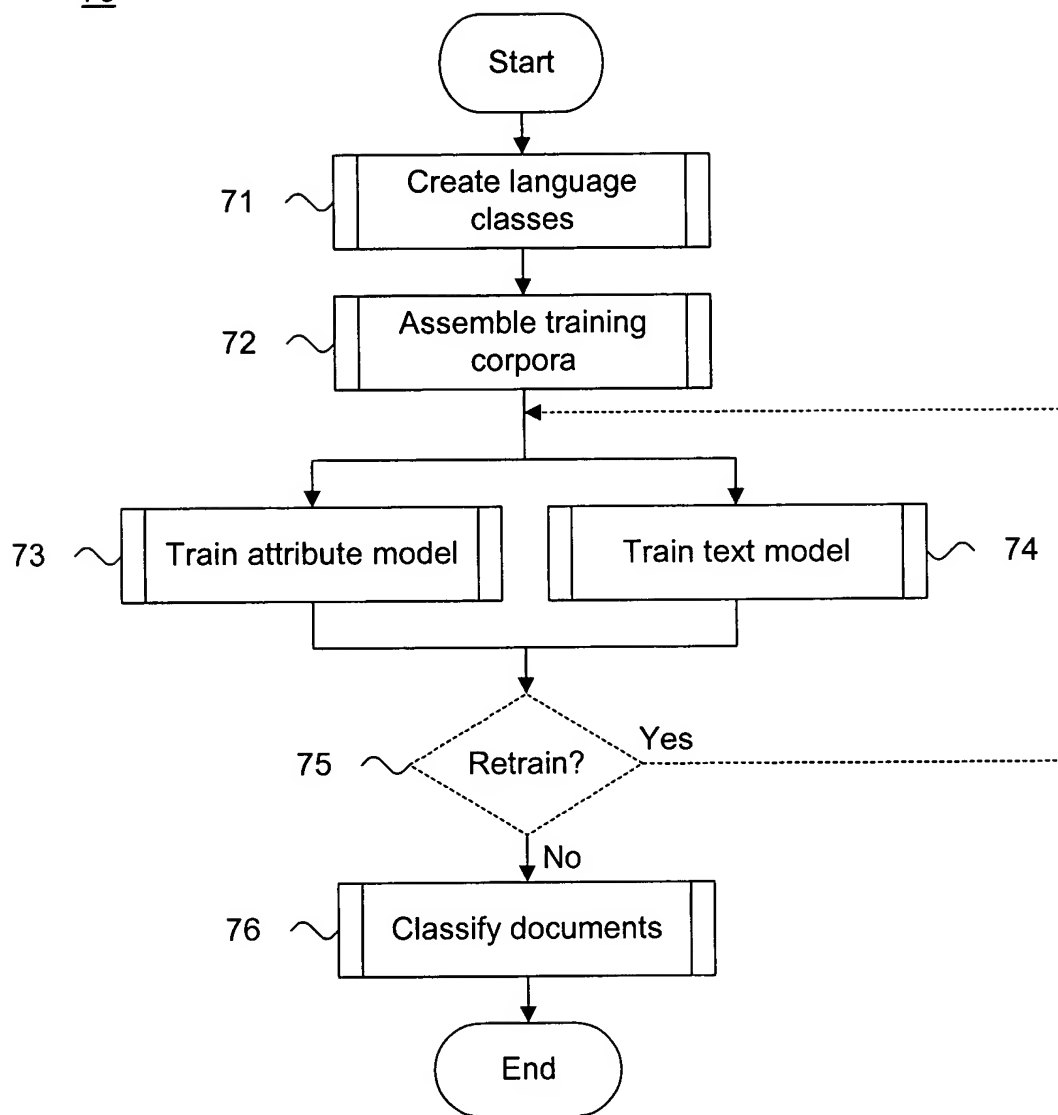 Start
71
Create language
classes
72
Assemble training
corpora
73
Train attribute model
Train text model
74
75
Retrain?
Yes
No
76
Classify documents
End